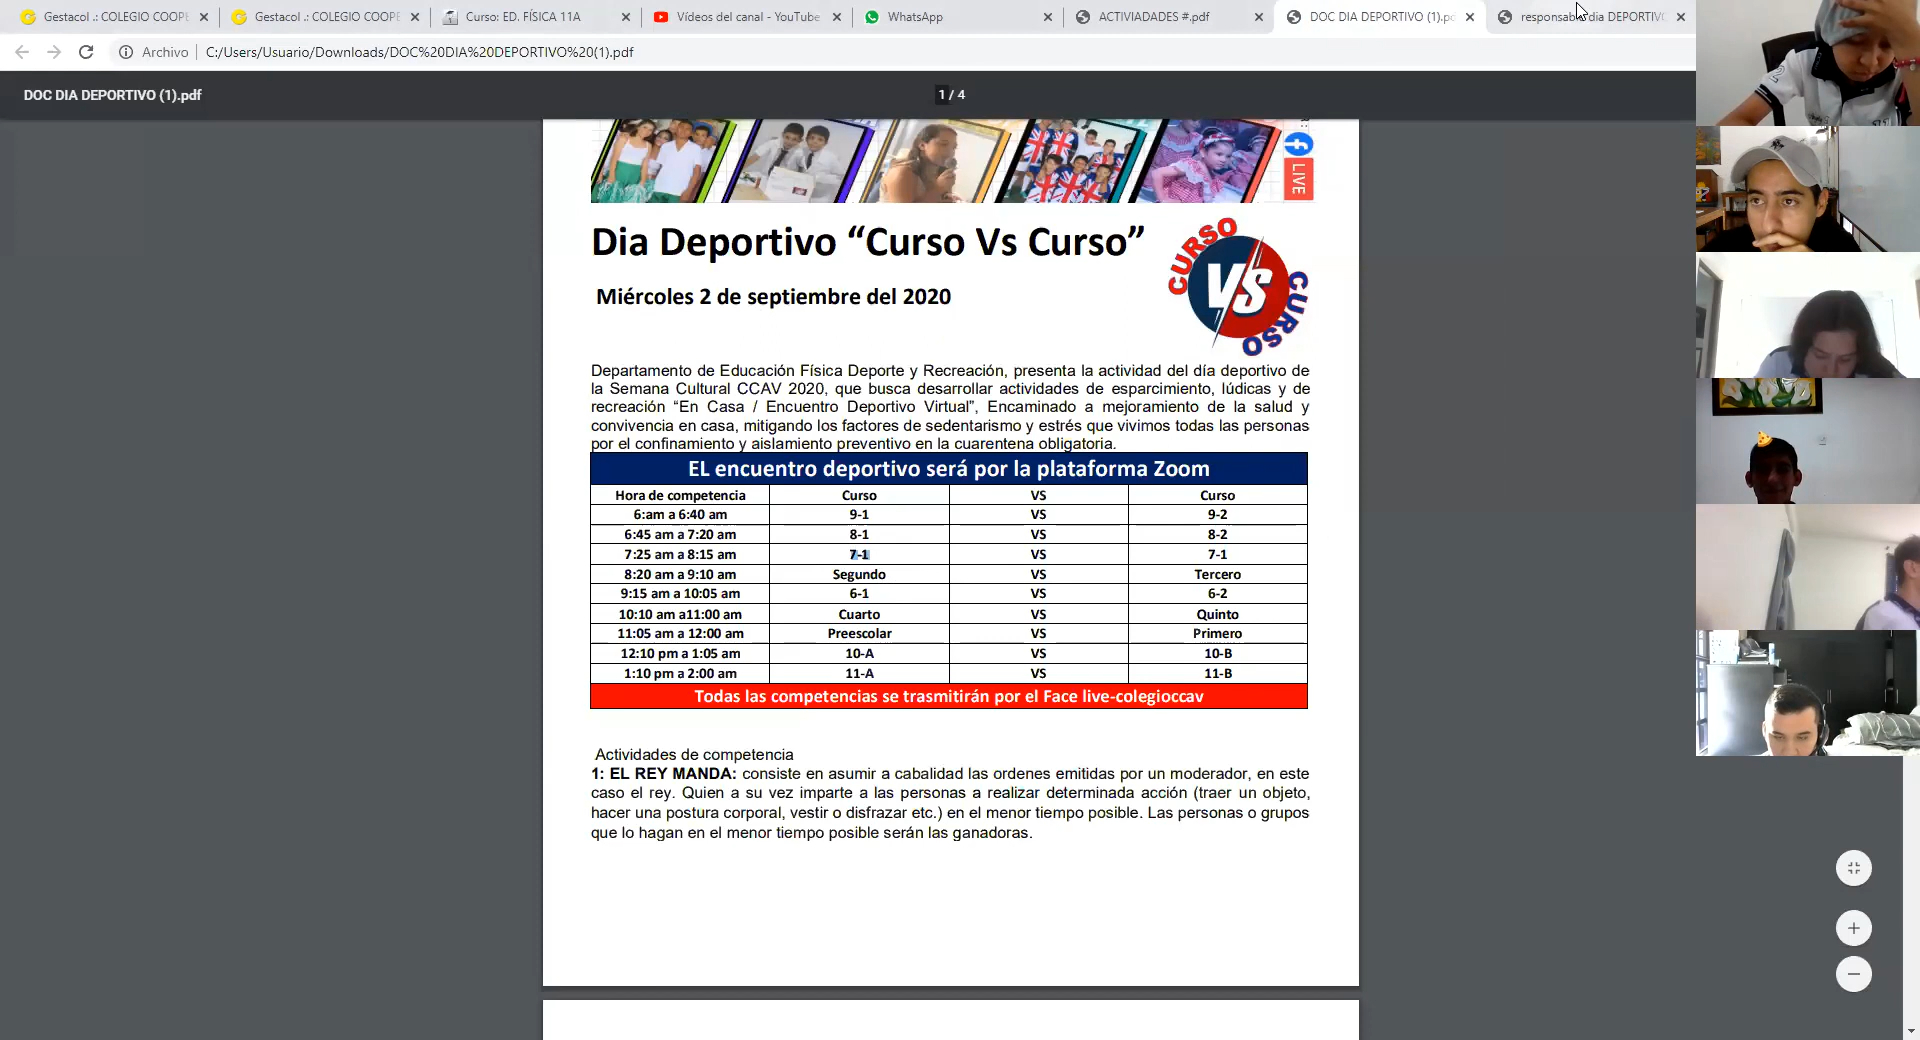 Gestacol .: COLEGIO COOPE
Gestacol .: COLEGIO COOPE
Curso: ED. FÍSICA 11A
Vídeos del canal - YouTube
WhatsApp
ACTIVIADADES #.pdf
DOC DIA DEPORTIVO (1).pd
responsab dia DEPORTIVO
Archivo
C:/Users/Usuario/Downloads/DOC%20DIA%20DEPORTIVO%20(1).pdf
DOC DIA DEPORTIVO (1).pdf
1 / 4
LIVE
Dia Deportivo “Curso Vs Curso”
CURSO
VS
CURSO
Miércoles 2 de septiembre del 2020
Departamento de Educación Física Deporte y Recreación, presenta la actividad del día deportivo de
la Semana Cultural CCAV 2020, que busca desarrollar actividades de esparcimiento, lúdicas y de
recreación “En Casa / Encuentro Deportivo Virtual”, Encaminado a mejoramiento de la salud y
convivencia en casa, mitigando los factores de sedentarismo y estrés que vivimos todas las personas
por el confinamiento y aislamiento preventivo en la cuarentena obligatoria.
EL encuentro deportivo será por la plataforma Zoom
Hora de competencia Curso VS Curso
6:am a 6:40 am 9-1 VS 9-2
6:45 am a 7:20 am 8-1 VS 8-2
7:25 am a 8:15 am 7-1 VS 7-1
8:20 am a 9:10 am Segundo VS Tercero
9:15 am a 10:05 am 6-1 VS 6-2
10:10 am a11:00 am Cuarto VS Quinto
11:05 am a 12:00 am Preescolar VS Primero
12:10 pm a 1:05 am 10-A VS 10-B
1:10 pm a 2:00 am 11-A VS 11-B
Todas las competencias se trasmitirán por el Face live-colegioccav
Actividades de competencia
1: EL REY MANDA: consiste en asumir a cabalidad las ordenes emitidas por un moderador, en este
caso el rey. Quien a su vez imparte a las personas a realizar determinada acción (traer un objeto,
hacer una postura corporal, vestir o disfrazar etc.) en el menor tiempo posible. Las personas o grupos
que lo hagan en el menor tiempo posible serán las ganadoras.